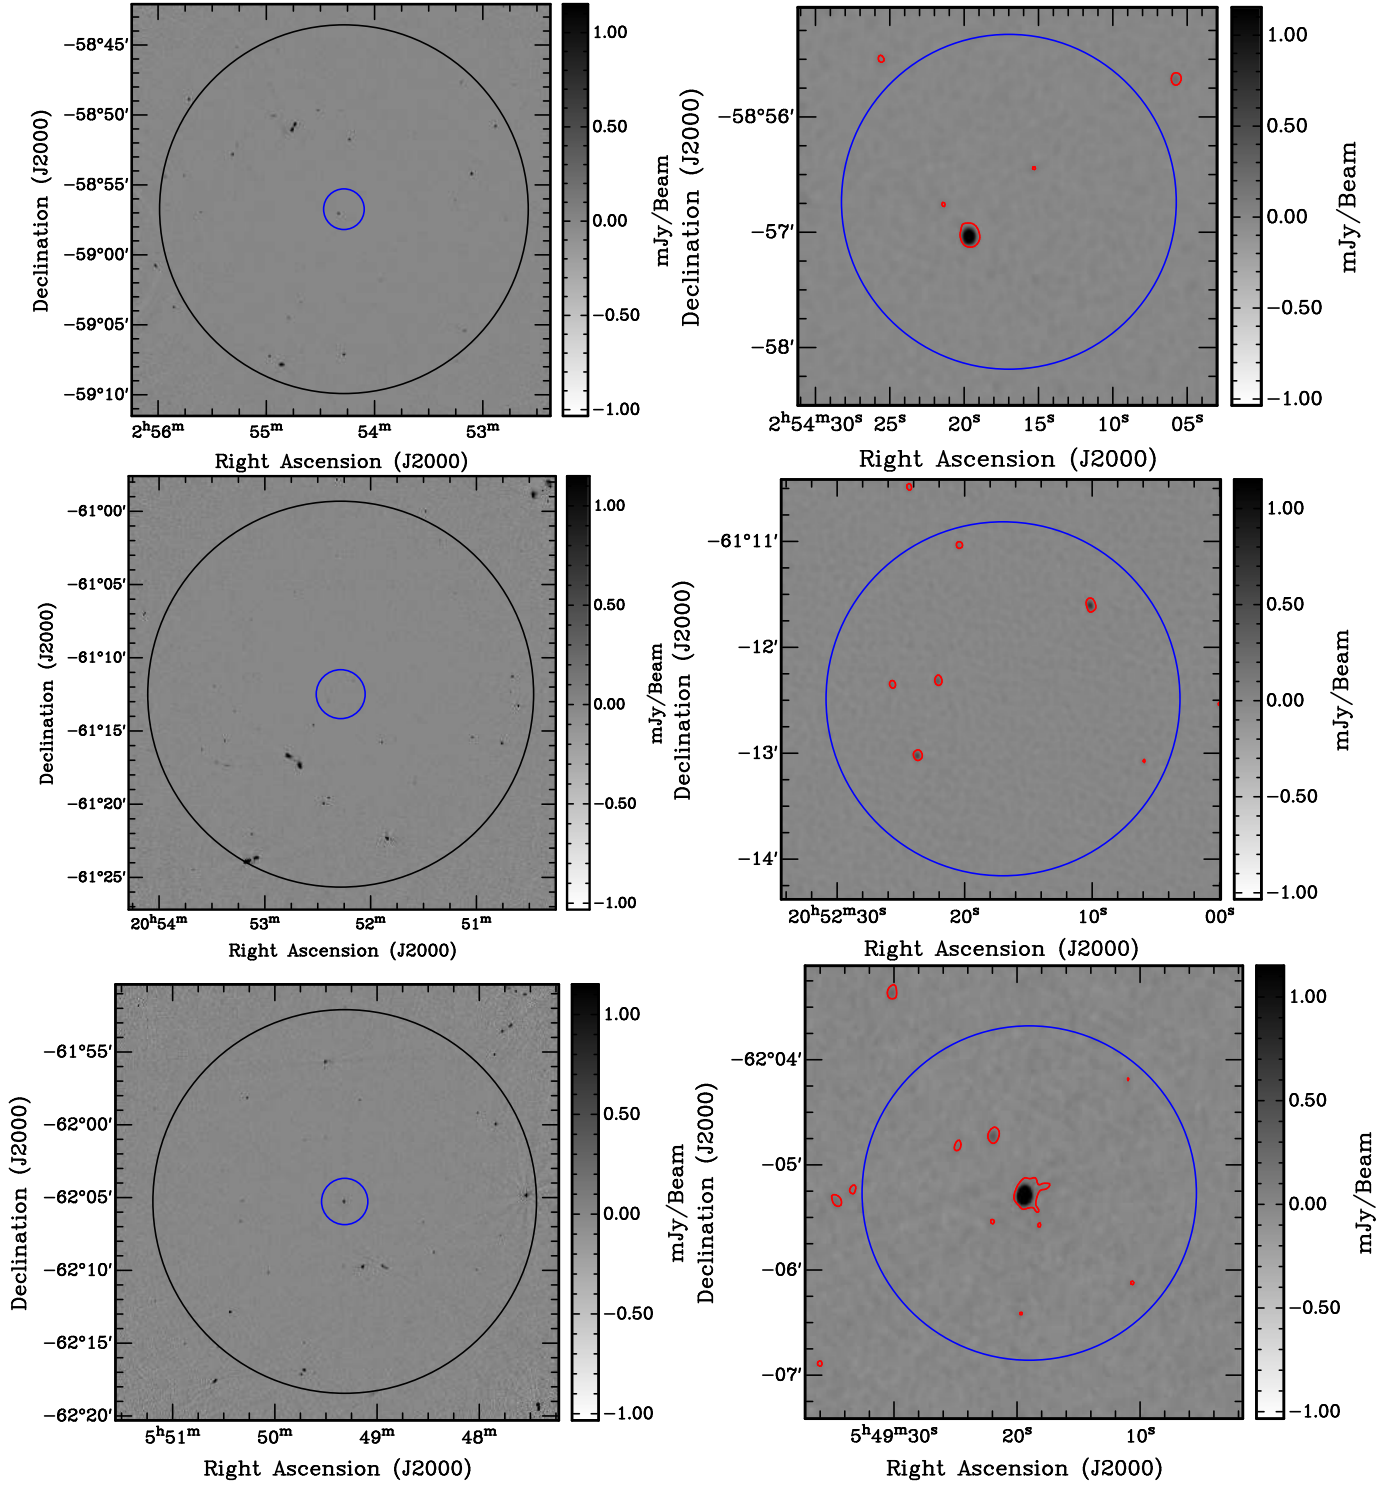 −58°45′
−58°50′
−58°55′
−59°00′
−59°05′
−59°10′
Declination (J2000)
2ʰ56ᵐ 55ᵐ 54ᵐ 53ᵐ
Right Ascension (J2000)
1.00
0.50
0.00
−0.50
−1.00
mJy/Beam
−58°56′
−57′
−58′
Declination (J2000)
2ʰ54ᵐ30ˢ 25ˢ 20ˢ 15ˢ 10ˢ 05ˢ
Right Ascension (J2000)
1.00
0.50
0.00
−0.50
−1.00
mJy/Beam
−61°00′
−61°05′
−61°10′
−61°15′
−61°20′
−61°25′
Declination (J2000)
20ʰ54ᵐ 53ᵐ 52ᵐ 51ᵐ
Right Ascension (J2000)
1.00
0.50
0.00
−0.50
−1.00
mJy/Beam
−61°11′
−12′
−13′
−14′
Declination (J2000)
20ʰ52ᵐ30ˢ 20ˢ 10ˢ 00ˢ
Right Ascension (J2000)
1.00
0.50
0.00
−0.50
−1.00
mJy/Beam
−61°55′
−62°00′
−62°05′
−62°10′
−62°15′
−62°20′
Declination (J2000)
5ʰ51ᵐ 50ᵐ 49ᵐ 48ᵐ
Right Ascension (J2000)
1.00
0.50
0.00
−0.50
−1.00
mJy/Beam
−62°04′
−05′
−06′
−07′
Declination (J2000)
5ʰ49ᵐ30ˢ 20ˢ 10ˢ
Right Ascension (J2000)
1.00
0.50
0.00
−0.50
−1.00
mJy/Beam